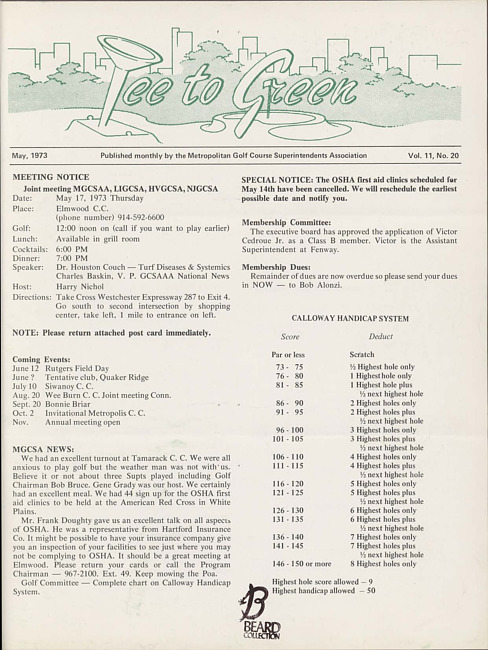 Tee to Green
May, 1973 Published monthly by the Metropolitan Golf Course Superintendents Association Vol. 11, No. 20
MEETING NOTICE
Joint meeting MGCSAA, LIGCSA, HVGCSA, NJGCSA
Date: May 17, 1973 Thursday
Place: Elmwood C.C.
(phone number) 914-592-6600
Golf: 12:00 noon on (call if you want to play earlier)
Lunch: Available in grill room
Cocktails: 6:00 PM
Dinner: 7:00 PM
Speaker: Dr. Houston Couch — Turf Diseases & Systemics
Charles Baskin, V. P. GCSAAA National News
Host: Harry Nichol
Directions: Take Cross Westchester Expressway 287 to Exit 4.
Go south to second intersection by shopping
center, take left, 1 mile to entrance on left.
NOTE: Please return attached post card immediately.
Coming Events:
June 12 Rutgers Field Day
June ? Tentative club, Quaker Ridge
July 10 Siwanoy C. C.
Aug. 20 Wee Burn C. C. Joint meeting Conn.
Sept. 20 Bonnie Briar
Oct. 2 Invitational Metropolis C. C.
Nov. Annual meeting open
MGCSA NEWS:
We had an excellent turnout at Tamarack C. C. We were all
anxious to play golf but the weather man was not with us.
Believe it or not about three Supts played including Golf
Chairman Bob Bruce. Gene Grady was our host. We certainly
had an excellent meal. We had 44 sign up for the OSHA first
aid clinics to be held at the American Red Cross in White
Plains.
Mr. Frank Doughty gave us an excellent talk on all aspects
of OSHA. He was a representative from Hartford Insurance
Co. It might be possible to have your insurance company give
you an inspection of your facilities to see just where you may
not be complying to OSHA. It should be a great meeting at
Elmwood. Please return your cards or call the Program
Chairman — 967-2100. Ext. 49. Keep mowing the Poa.
Golf Committee — Complete chart on Calloway Handicap
System.
SPECIAL NOTICE: The OSHA first aid clinics scheduled for
May 14th have been cancelled. We will reschedule the earliest
possible date and notify you.
Membership Committee:
The executive board has approved the application of Victor
Cedroue Jr. as a Class B member. Victor is the Assistant
Superintendent at Fenway.
Membership Dues:
Remainder of dues are now overdue so please send your dues
in NOW — to Bob Alonzi.
CALLOWAY HANDICAP SYSTEM
Score Deduct
Par or less Scratch
73 - 75 ½ Highest hole only
76 - 80 1 Highest hole only
81 - 85 1 Highest hole plus
½ next highest hole
86 - 90 2 Highest holes only
91 - 95 2 Highest holes plus
½ next highest hole
96 - 100 3 Highest holes only
101 - 105 3 Highest holes plus
½ next highest hole
106 - 110 4 Highest holes only
111 - 115 4 Highest holes plus
½ next highest hole
116 - 120 5 Highest holes only
121 - 125 5 Highest holes plus
½ next highest hole
126 - 130 6 Highest holes only
131 - 135 6 Highest holes plus
½ next highest hole
136 - 140 7 Highest holes only
141 - 145 7 Highest holes plus
½ next highest hole
146 - 150 or more 8 Highest holes only
Highest hole score allowed – 9
Highest handicap allowed – 50
B
BEARD
COLLECTION